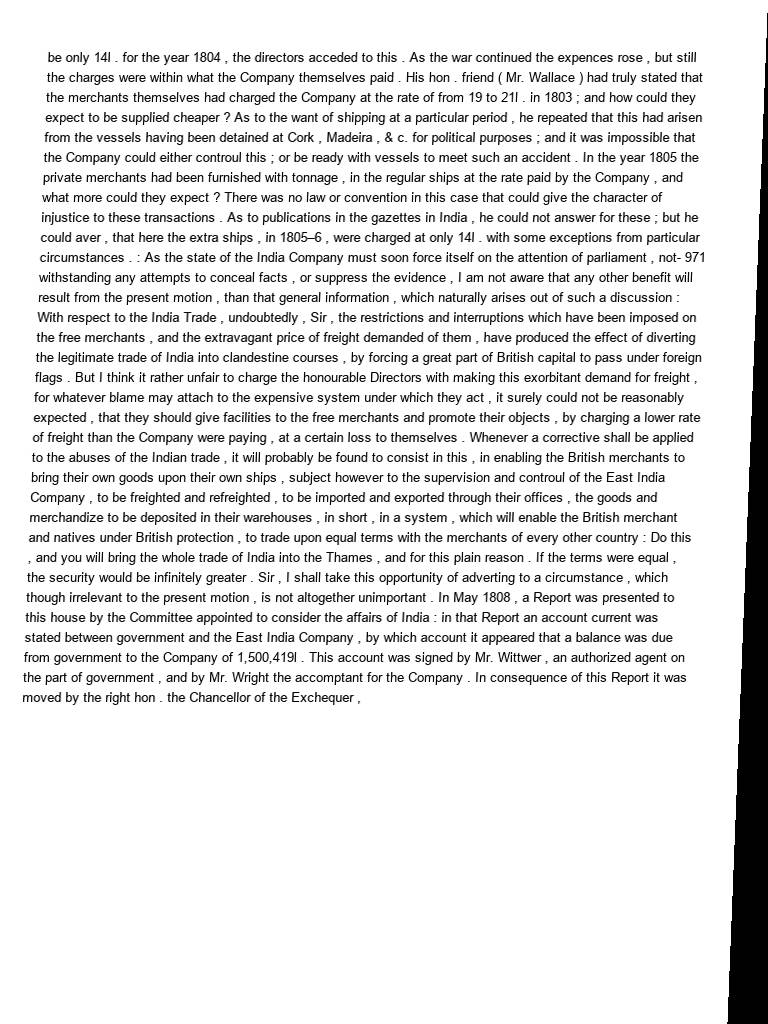 be only 14l . for the year 1804 , the directors acceded to this . As the war continued the expences rose , but still
the charges were within what the Company themselves paid . His hon . friend ( Mr. Wallace ) had truly stated that
the merchants themselves had charged the Company at the rate of from 19 to 21l . in 1803 ; and how could they
expect to be supplied cheaper ? As to the want of shipping at a particular period , he repeated that this had arisen
from the vessels having been detained at Cork , Madeira , & c. for political purposes ; and it was impossible that
the Company could either controul this ; or be ready with vessels to meet such an accident . In the year 1805 the
private merchants had been furnished with tonnage , in the regular ships at the rate paid by the Company , and
what more could they expect ? There was no law or convention in this case that could give the character of
injustice to these transactions . As to publications in the gazettes in India , he could not answer for these ; but he
could aver , that here the extra ships , in 1805–6 , were charged at only 14l . with some exceptions from particular
circumstances . : As the state of the India Company must soon force itself on the attention of parliament , not- 971
withstanding any attempts to conceal facts , or suppress the evidence , I am not aware that any other benefit will
result from the present motion , than that general information , which naturally arises out of such a discussion :
With respect to the India Trade , undoubtedly , Sir , the restrictions and interruptions which have been imposed on
the free merchants , and the extravagant price of freight demanded of them , have produced the effect of diverting
the legitimate trade of India into clandestine courses , by forcing a great part of British capital to pass under foreign
flags . But I think it rather unfair to charge the honourable Directors with making this exorbitant demand for freight ,
for whatever blame may attach to the expensive system under which they act , it surely could not be reasonably
expected , that they should give facilities to the free merchants and promote their objects , by charging a lower rate
of freight than the Company were paying , at a certain loss to themselves . Whenever a corrective shall be applied
to the abuses of the Indian trade , it will probably be found to consist in this , in enabling the British merchants to
bring their own goods upon their own ships , subject however to the supervision and controul of the East India
Company , to be freighted and refreighted , to be imported and exported through their offices , the goods and
merchandize to be deposited in their warehouses , in short , in a system , which will enable the British merchant
and natives under British protection , to trade upon equal terms with the merchants of every other country : Do this
, and you will bring the whole trade of India into the Thames , and for this plain reason . If the terms were equal ,
the security would be infinitely greater . Sir , I shall take this opportunity of adverting to a circumstance , which
though irrelevant to the present motion , is not altogether unimportant . In May 1808 , a Report was presented to
this house by the Committee appointed to consider the affairs of India : in that Report an account current was
stated between government and the East India Company , by which account it appeared that a balance was due
from government to the Company of 1,500,419l . This account was signed by Mr. Wittwer , an authorized agent on
the part of government , and by Mr. Wright the accomptant for the Company . In consequence of this Report it was
moved by the right hon . the Chancellor of the Exchequer ,